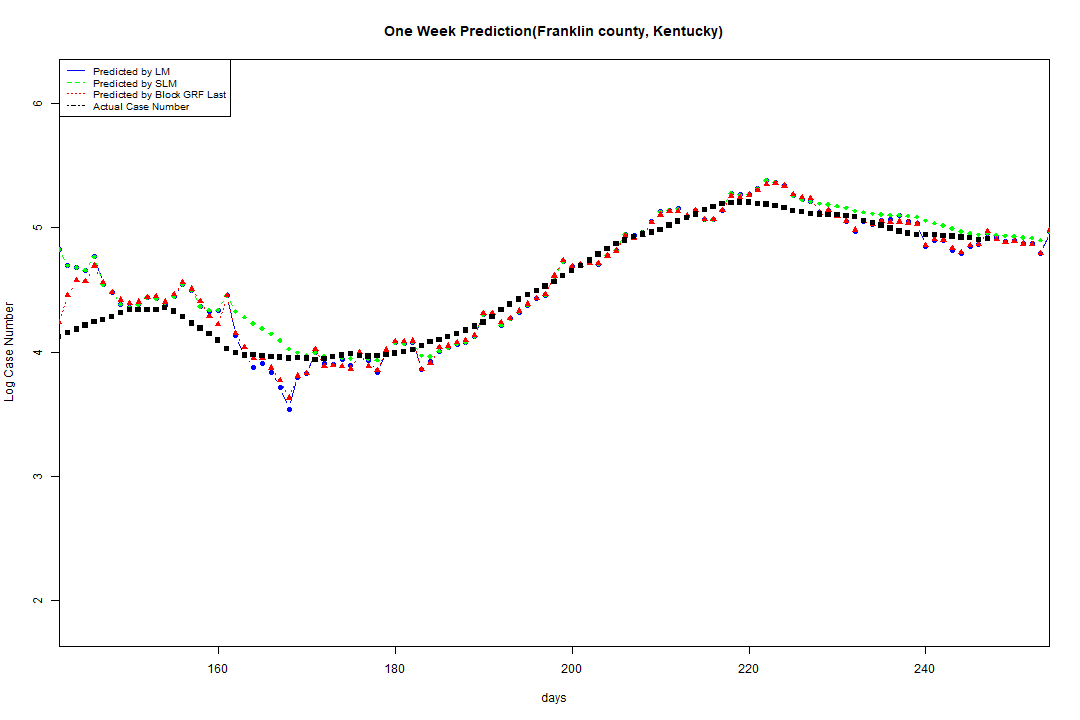 One Week Prediction(Franklin county, Kentucky)
Predicted by LM
Predicted by SLM
Predicted by Block GRF Last
Actual Case Number
6
5
4
3
2
Log Case Number
160 180 200 220 240
days